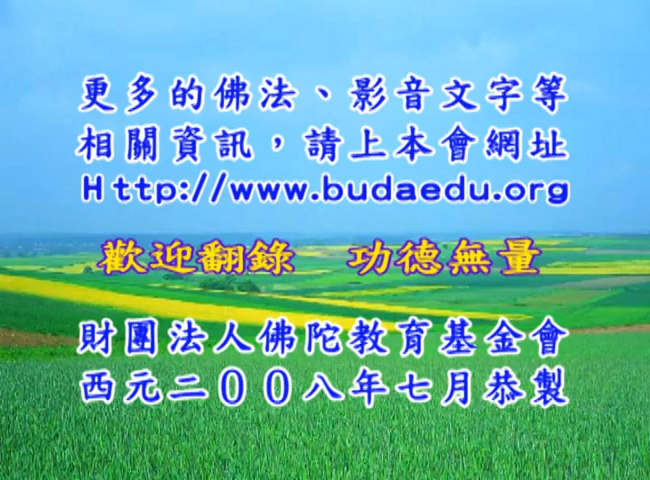 更多的佛法、影音文字等
相關資訊，請上本會網址
Http://www.budaedu.org
歡迎翻錄　功德無量
財團法人佛陀教育基金會
西元二００八年七月恭製